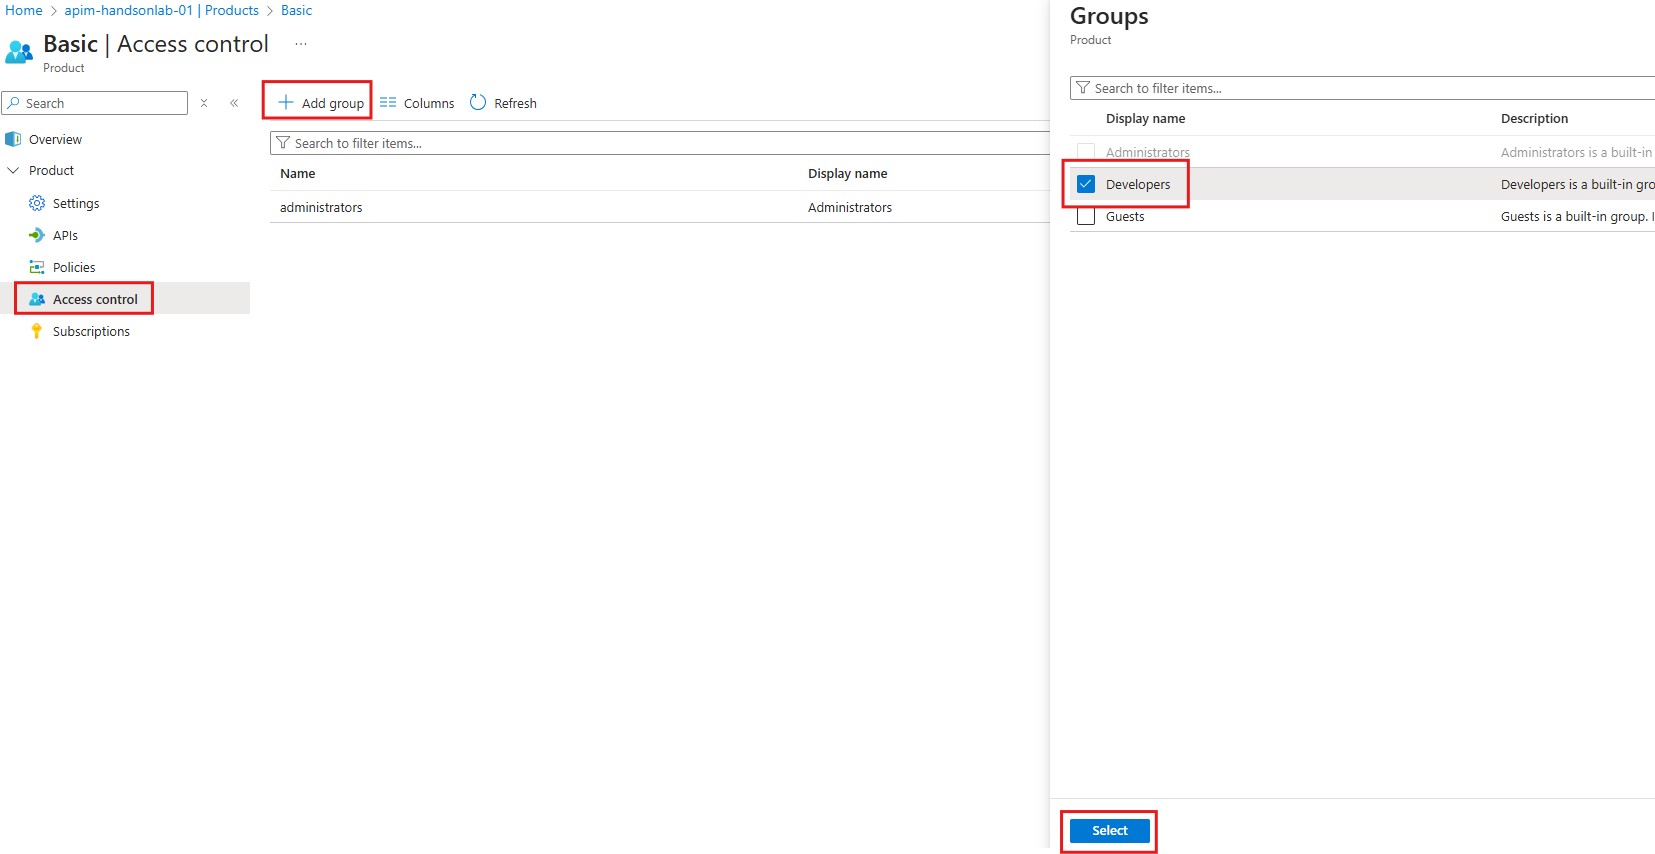 Home > apim-handsonlab-01 | Products > Basic
Basic | Access control ...
Product
Search
Overview
Product
Settings
APIs
Policies
Access control
Subscriptions
+ Add group Columns Refresh
Search to filter items...
Name Display name
administrators Administrators
Groups
Product
Search to filter items...
Display name Description
Administrators Administrators is a built-in
Developers Developers is a built-in gro
Guests Guests is a built-in group. I
Select